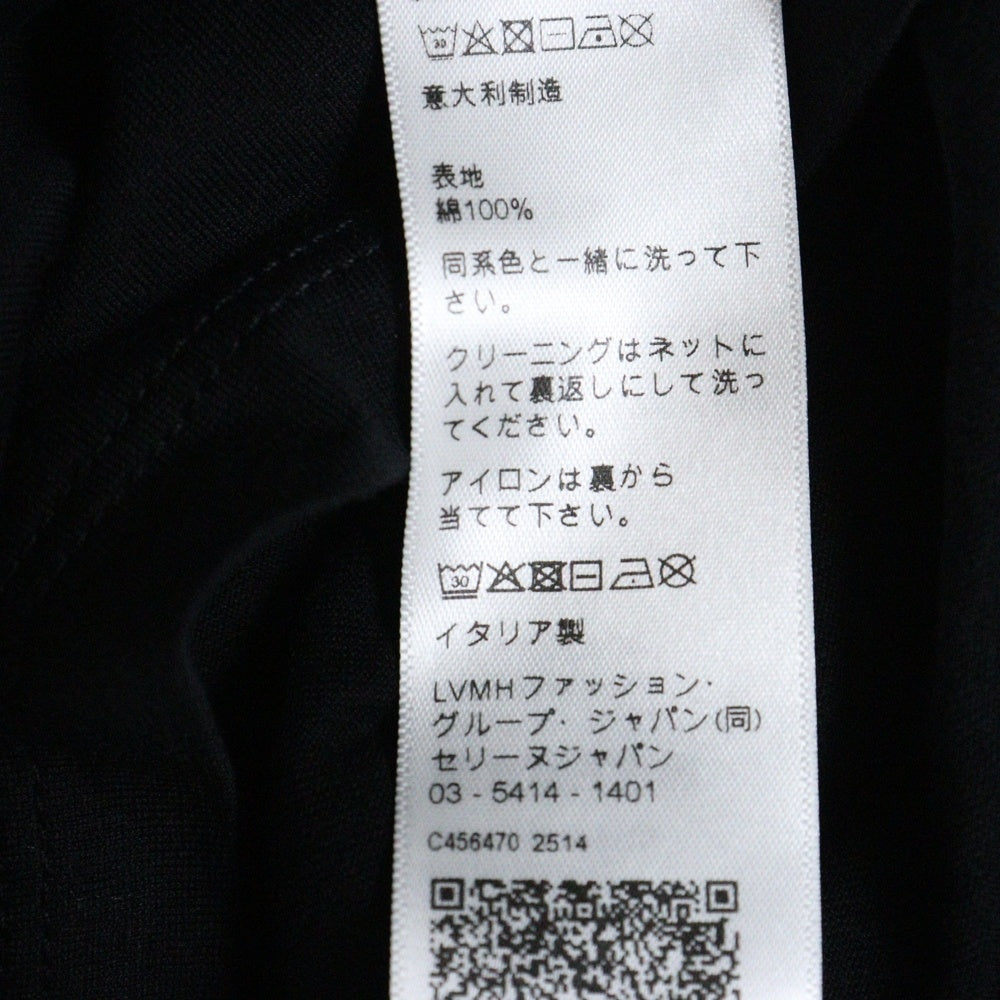 30
意大利制造
表地
綿100%
同系色と一緒に洗って下
さい。
クリーニングはネットに
入れて裏返しにして洗っ
てください。
アイロンは裏から
当てて下さい。
30
イタリア製
LVMHファッション・
グループ・ジャパン(同)
セリーヌジャパン
03 - 5414 - 1401
C456470 2514